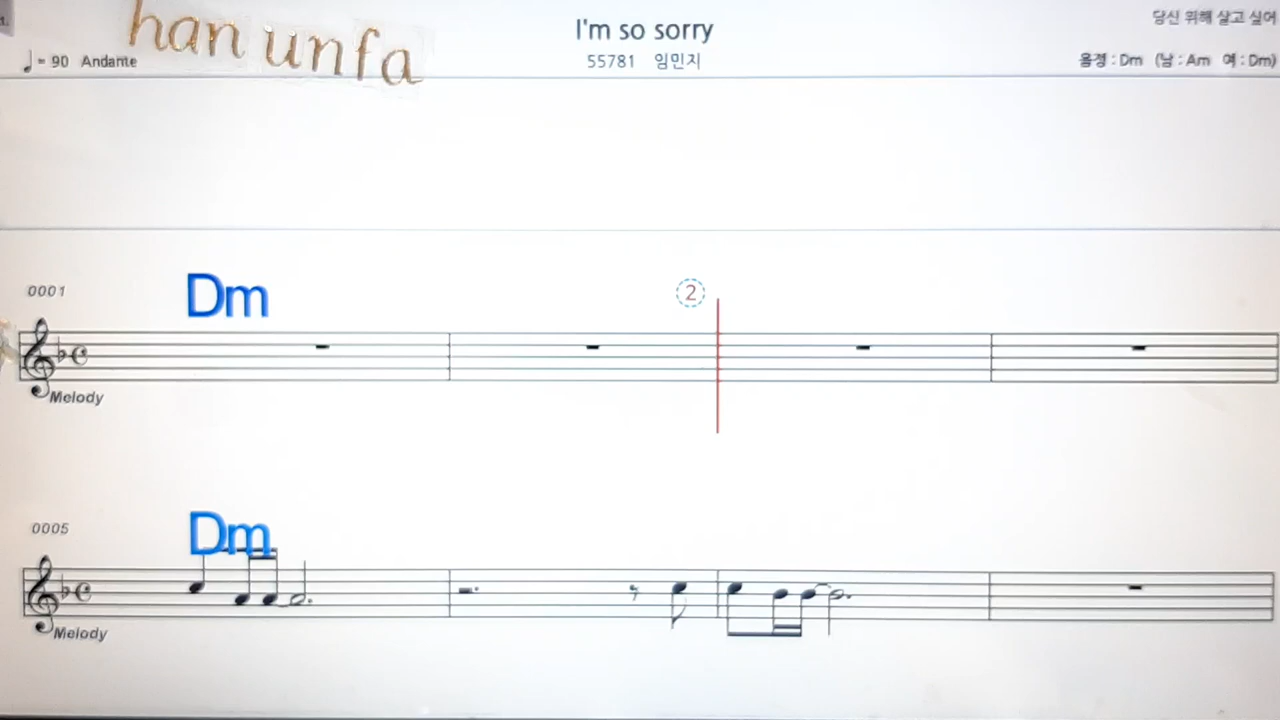 1.
han unfa
I'm so sorry
당신 위해 살고 싶어
♩= 90 Andante
55781 임민지
음정 : Dm (남 : Am 여 : Dm)
0001
Dm
2
Melody
0005
Dm
Melody